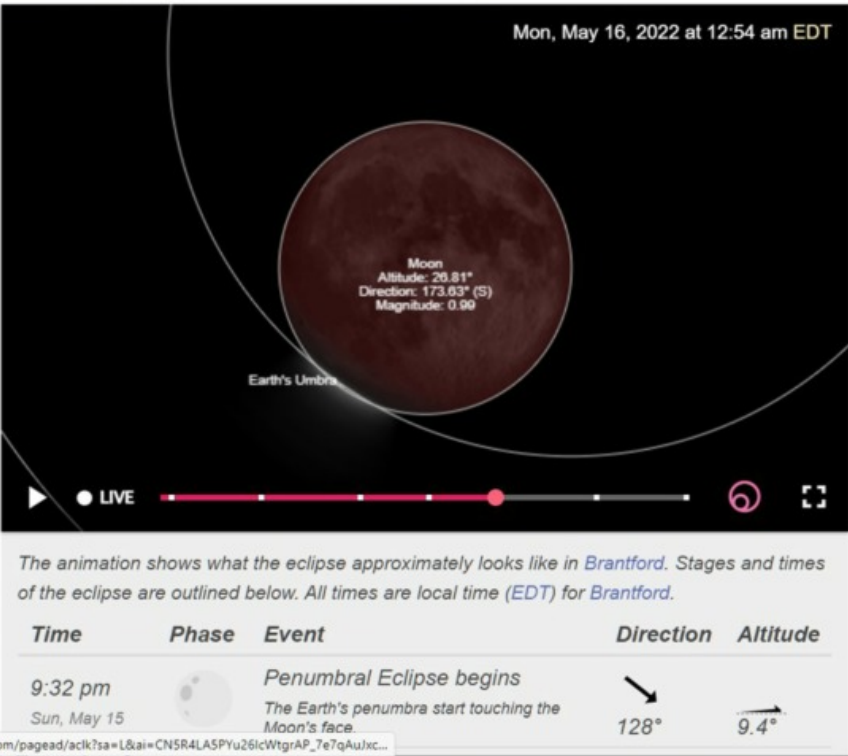 Mon, May 16, 2022 at 12:54 am EDT
Moon
Altitude: 26.81°
Direction: 173.63° (S)
Magnitude: 0.99
Earth's Umbra
LIVE
The animation shows what the eclipse approximately looks like in Brantford. Stages and times
of the eclipse are outlined below. All times are local time (EDT) for Brantford.
Time Phase Event Direction Altitude
9:32 pm
Sun, May 15
Penumbral Eclipse begins
The Earth's penumbra start touching the
Moon's face.
128°
9.4°